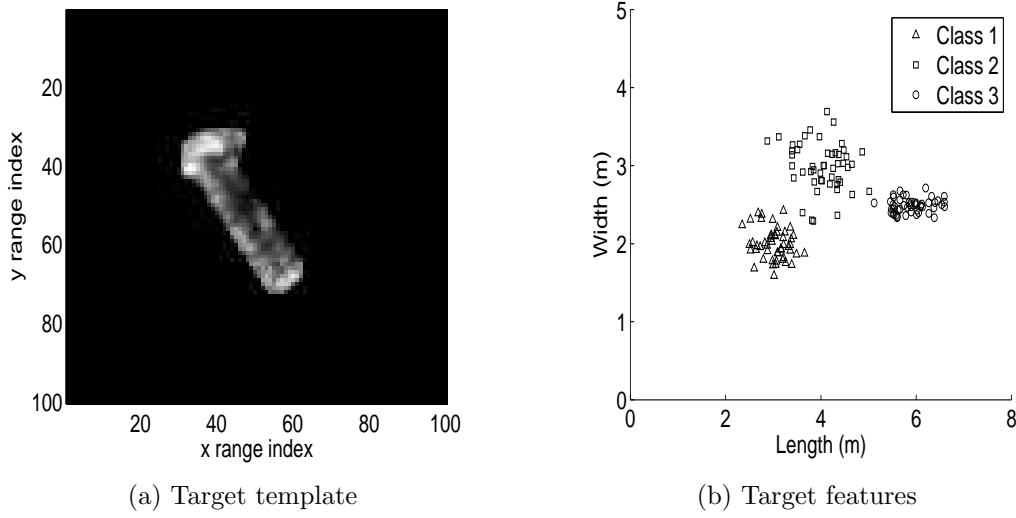 20
40
60
80
100
20 40 60 80 100
x range index
y range index
(a) Target template
5
4
3
2
1
0
0 2 4 6 8
Length (m)
Width (m)
Class 1
Class 2
Class 3
(b) Target features